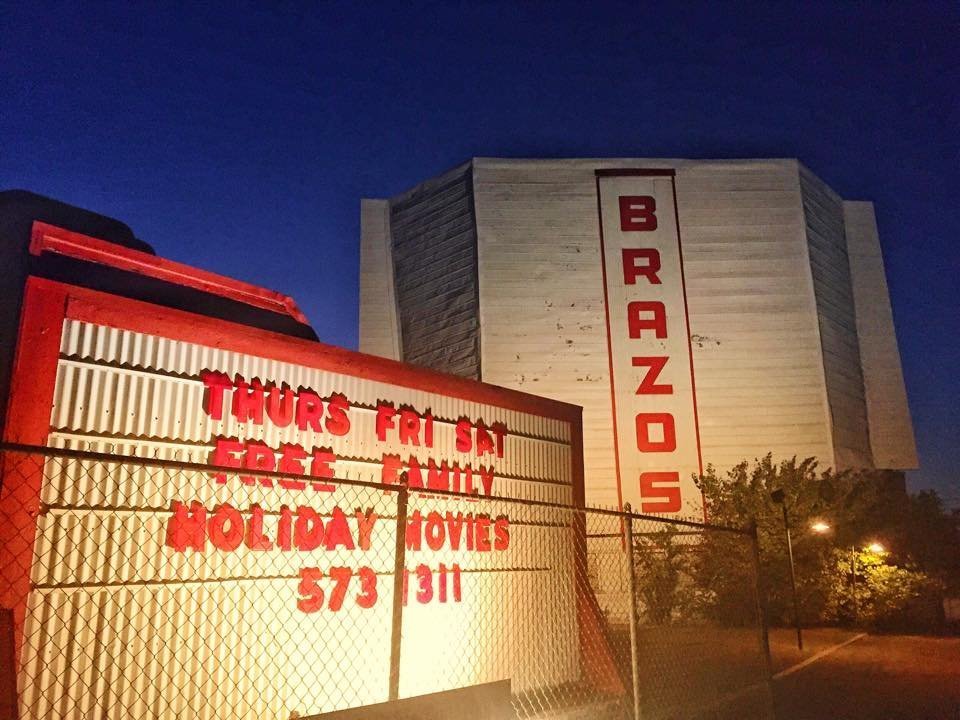 THURS FRI SAT
FREE FAMILY
HOLIDAY MOVIES
573 1311
BRAZOS